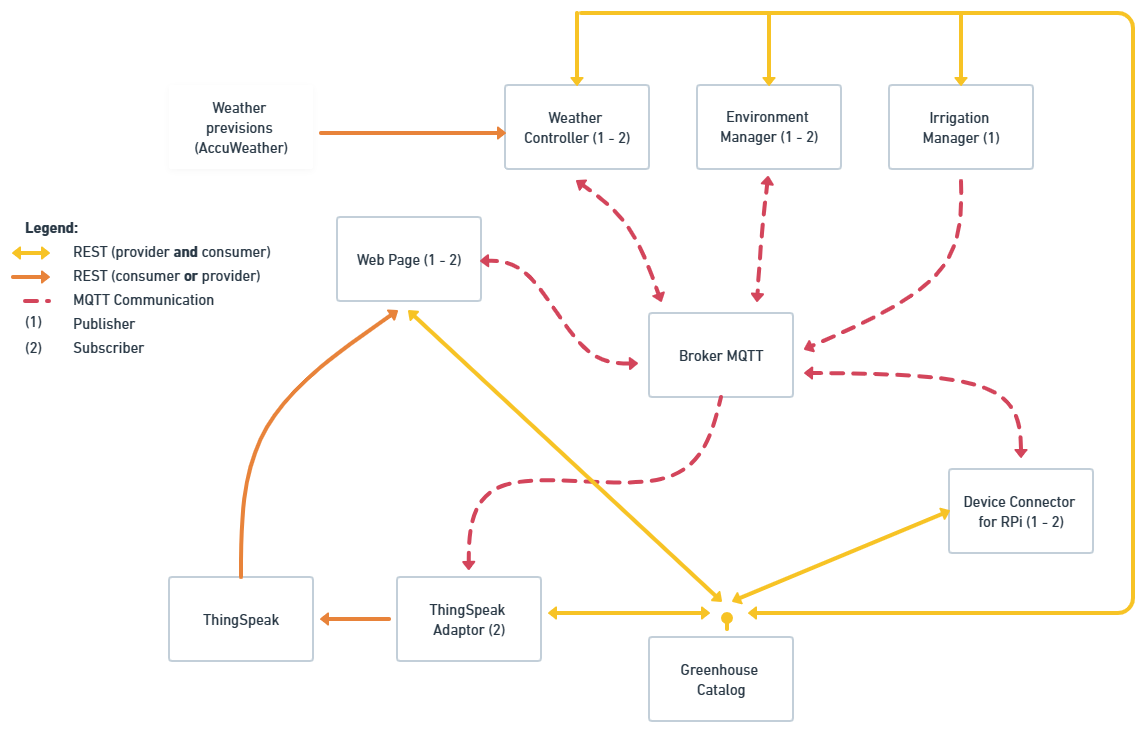 Weather
previsions
(AccuWeather)
Weather
Controller (1 - 2)
Environment
Manager (1 - 2)
Irrigation
Manager (1)
Legend:
REST (provider and consumer)
REST (consumer or provider)
MQTT Communication
(1) Publisher
(2) Subscriber
Web Page (1 - 2)
Broker MQTT
Device Connector
for RPi (1 - 2)
ThingSpeak
ThingSpeak
Adaptor (2)
Greenhouse
Catalog